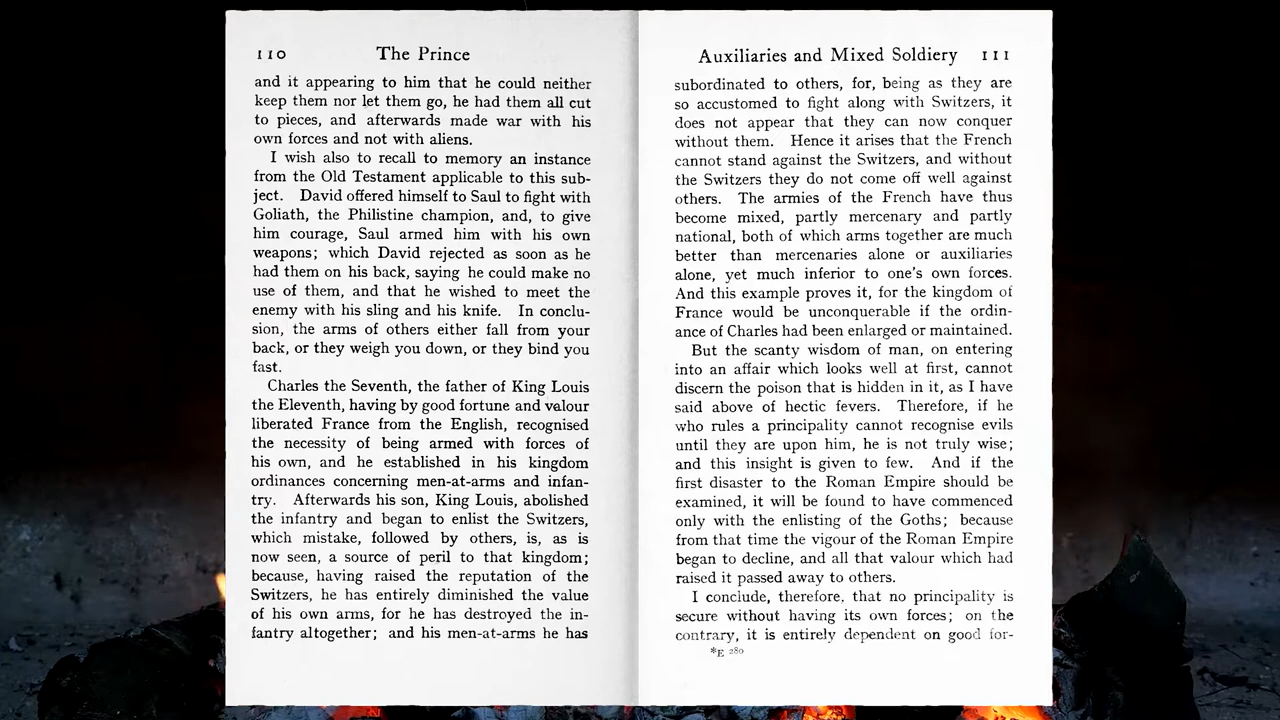 110 The Prince
and it appearing to him that he could neither
keep them nor let them go, he had them all cut
to pieces, and afterwards made war with his
own forces and not with aliens.
I wish also to recall to memory an instance
from the Old Testament applicable to this sub-
ject. David offered himself to Saul to fight with
Goliath, the Philistine champion, and, to give
him courage, Saul armed him with his own
weapons; which David rejected as soon as he
had them on his back, saying he could make no
use of them, and that he wished to meet the
enemy with his sling and his knife. In conclu-
sion, the arms of others either fall from your
back, or they weigh you down, or they bind you
fast.
Charles the Seventh, the father of King Louis
the Eleventh, having by good fortune and valour
liberated France from the English, recognised
the necessity of being armed with forces of
his own, and he established in his kingdom
ordinances concerning men-at-arms and infan-
try. Afterwards his son, King Louis, abolished
the infantry and began to enlist the Switzers,
which mistake, followed by others, is, as is
now seen, a source of peril to that kingdom;
because, having raised the reputation of the
Switzers, he has entirely diminished the value
of his own arms, for he has destroyed the in-
fantry altogether; and his men-at-arms he has
Auxiliaries and Mixed Soldiery 111
subordinated to others, for, being as they are
so accustomed to fight along with Switzers, it
does not appear that they can now conquer
without them. Hence it arises that the French
cannot stand against the Switzers, and without
the Switzers they do not come off well against
others. The armies of the French have thus
become mixed, partly mercenary and partly
national, both of which arms together are much
better than mercenaries alone or auxiliaries
alone, yet much inferior to one's own forces.
And this example proves it, for the kingdom of
France would be unconquerable if the ordin-
ance of Charles had been enlarged or maintained.
But the scanty wisdom of man, on entering
into an affair which looks well at first, cannot
discern the poison that is hidden in it, as I have
said above of hectic fevers. Therefore, if he
who rules a principality cannot recognise evils
until they are upon him, he is not truly wise;
and this insight is given to few. And if the
first disaster to the Roman Empire should be
examined, it will be found to have commenced
only with the enlisting of the Goths; because
from that time the vigour of the Roman Empire
began to decline, and all that valour which had
raised it passed away to others.
I conclude, therefore, that no principality is
secure without having its own forces; on the
contrary, it is entirely dependent on good for-
*E 280